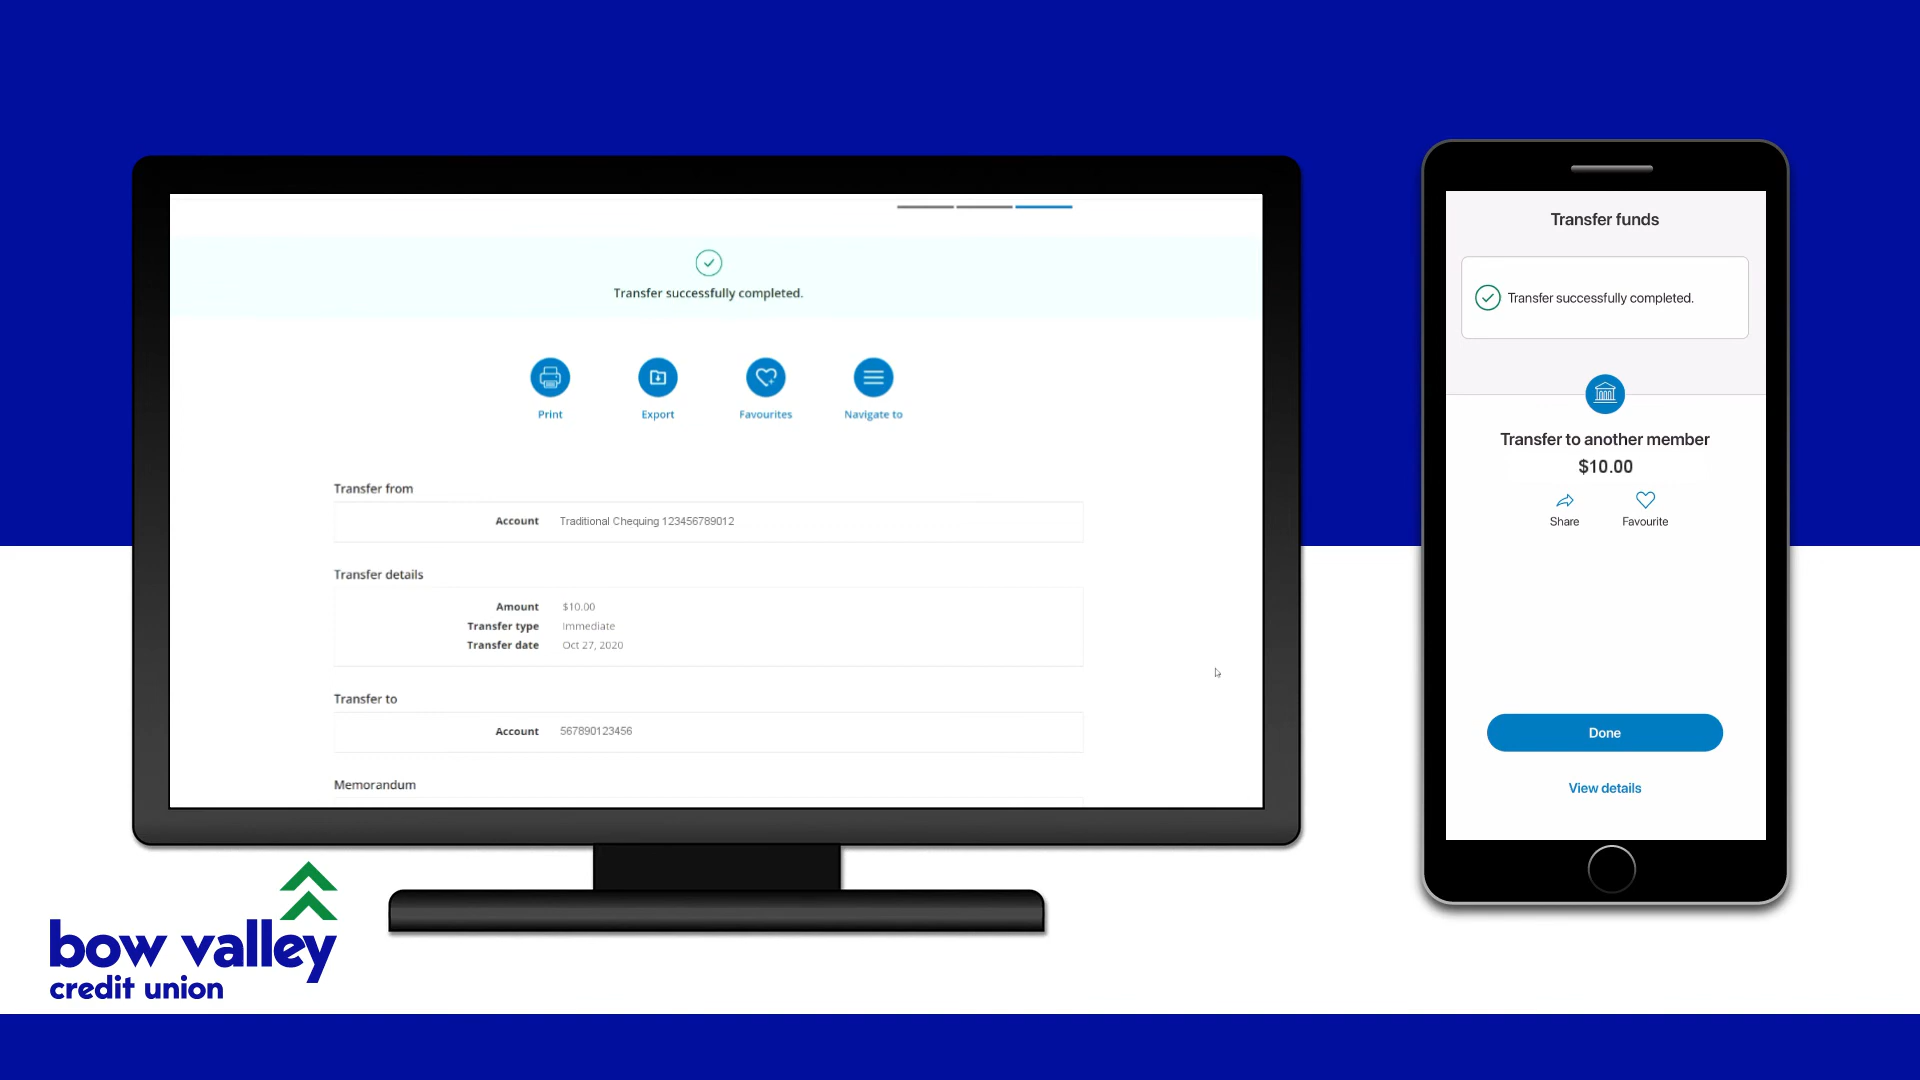 Transfer successfully completed.
Print
Export
Favourites
Navigate to
Transfer from
Account Traditional Chequing 123456789012
Transfer details
Amount $10.00
Transfer type Immediate
Transfer date Oct 27, 2020
Transfer to
Account 567890123456
Memorandum
Transfer funds
Transfer successfully completed.
Transfer to another member
$10.00
Share
Favourite
Done
View details
bow valley
credit union